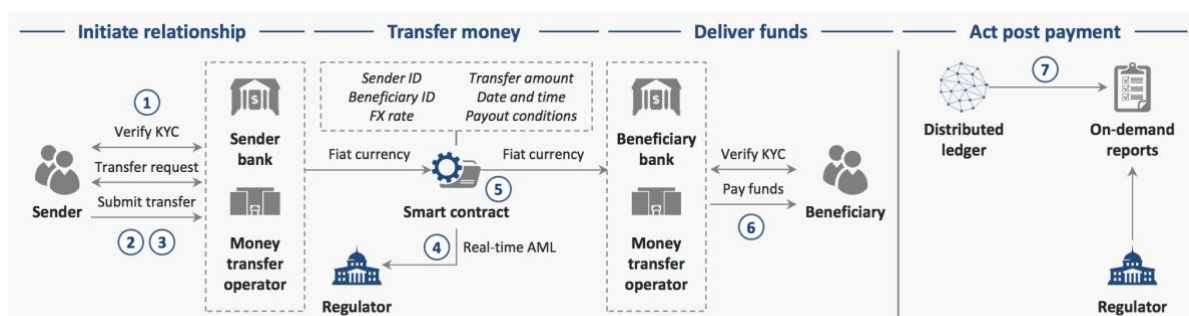 Initiate relationship
Transfer money
Deliver funds
Act post payment
1
Verify KYC
Transfer request
Submit transfer
2 3
Sender
Sender
bank
Money
transfer
operator
Sender ID
Beneficiary ID
FX rate
Transfer amount
Date and time
Payout conditions
Fiat currency
Fiat currency
5
Smart contract
4
Real-time AML
Regulator
Beneficiary
bank
Money
transfer
operator
Verify KYC
Pay funds
6
Beneficiary
7
Distributed
ledger
On-demand
reports
Regulator